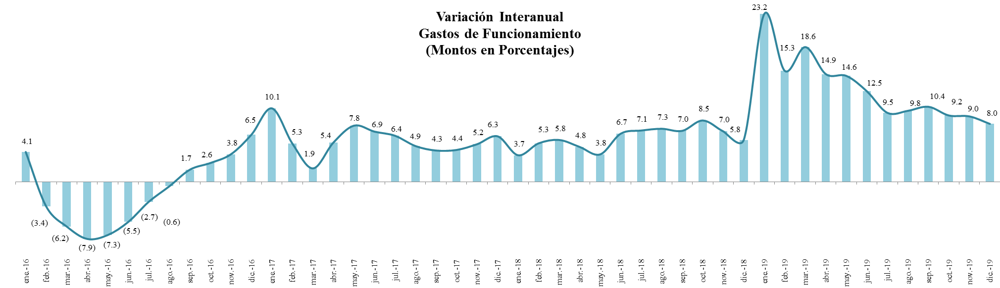 Variación Interanual
Gastos de Funcionamiento
(Montos en Porcentajes)
4.1
(3.4)
(6.2)
(7.9)
(7.3)
(5.5)
(2.7)
(0.6)
1.7
2.6
3.8
6.5
10.1
5.3
1.9
5.4
7.8
6.9
6.4
4.9
4.3
4.4
5.2
6.3
3.7
5.3
5.8
4.8
3.8
6.7
7.1
7.3
7.0
8.5
7.0
5.8
23.2
15.3
18.6
14.9
14.6
12.5
9.5
9.8
10.4
9.2
9.0
8.0
ene.-16
feb.-16
mar.-16
abr.-16
may.-16
jun.-16
jul.-16
ago.-16
sep.-16
oct.-16
nov.-16
dic.-16
ene.-17
feb.-17
mar.-17
abr.-17
may.-17
jun.-17
jul.-17
ago.-17
sep.-17
oct.-17
nov.-17
dic.-17
ene.-18
feb.-18
mar.-18
abr.-18
may.-18
jun.-18
jul.-18
ago.-18
sep.-18
oct.-18
nov.-18
dic.-18
ene.-19
feb.-19
mar.-19
abr.-19
may.-19
jun.-19
jul.-19
ago.-19
sep.-19
oct.-19
nov.-19
dic.-19